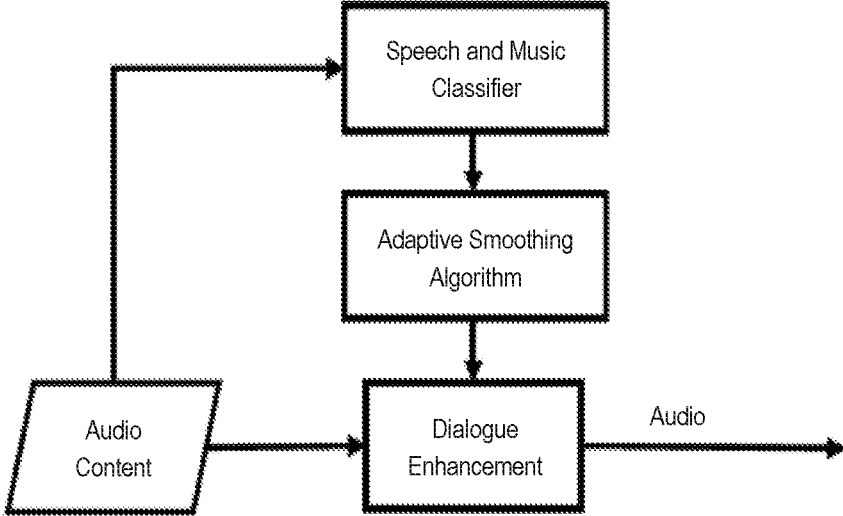 Speech and Music
Classifier
Adaptive Smoothing
Algorithm
Audio
Content
Dialogue
Enhancement
Audio